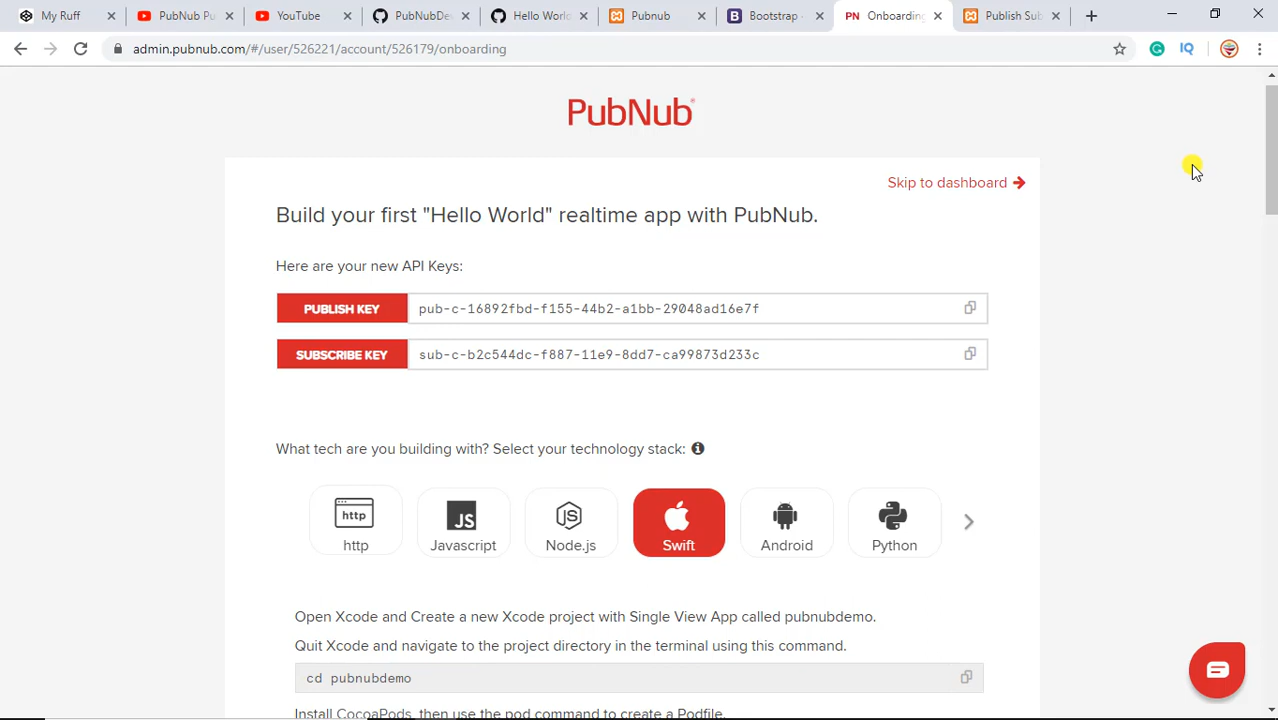 My Ruff
PubNub Pu
YouTube
PubNubDe
Hello World
Pubnub
Bootstrap -
PN Onboarding
Publish Sub
admin.pubnub.com/#/user/526221/account/526179/onboarding
IQ
PubNub
Skip to dashboard
Build your first "Hello World" realtime app with PubNub.
Here are your new API Keys:
PUBLISH KEY pub-c-16892fbd-f155-44b2-a1bb-29048ad16e7f
SUBSCRIBE KEY sub-c-b2c544dc-f887-11e9-8dd7-ca99873d233c
What tech are you building with? Select your technology stack:
http
JS
JS
http
Javascript
Node.js
Swift
Android
Python
Open Xcode and Create a new Xcode project with Single View App called pubnubdemo.
Quit Xcode and navigate to the project directory in the terminal using this command.
cd pubnubdemo
Install CocoaPods, then use the pod command to create a Podfile.